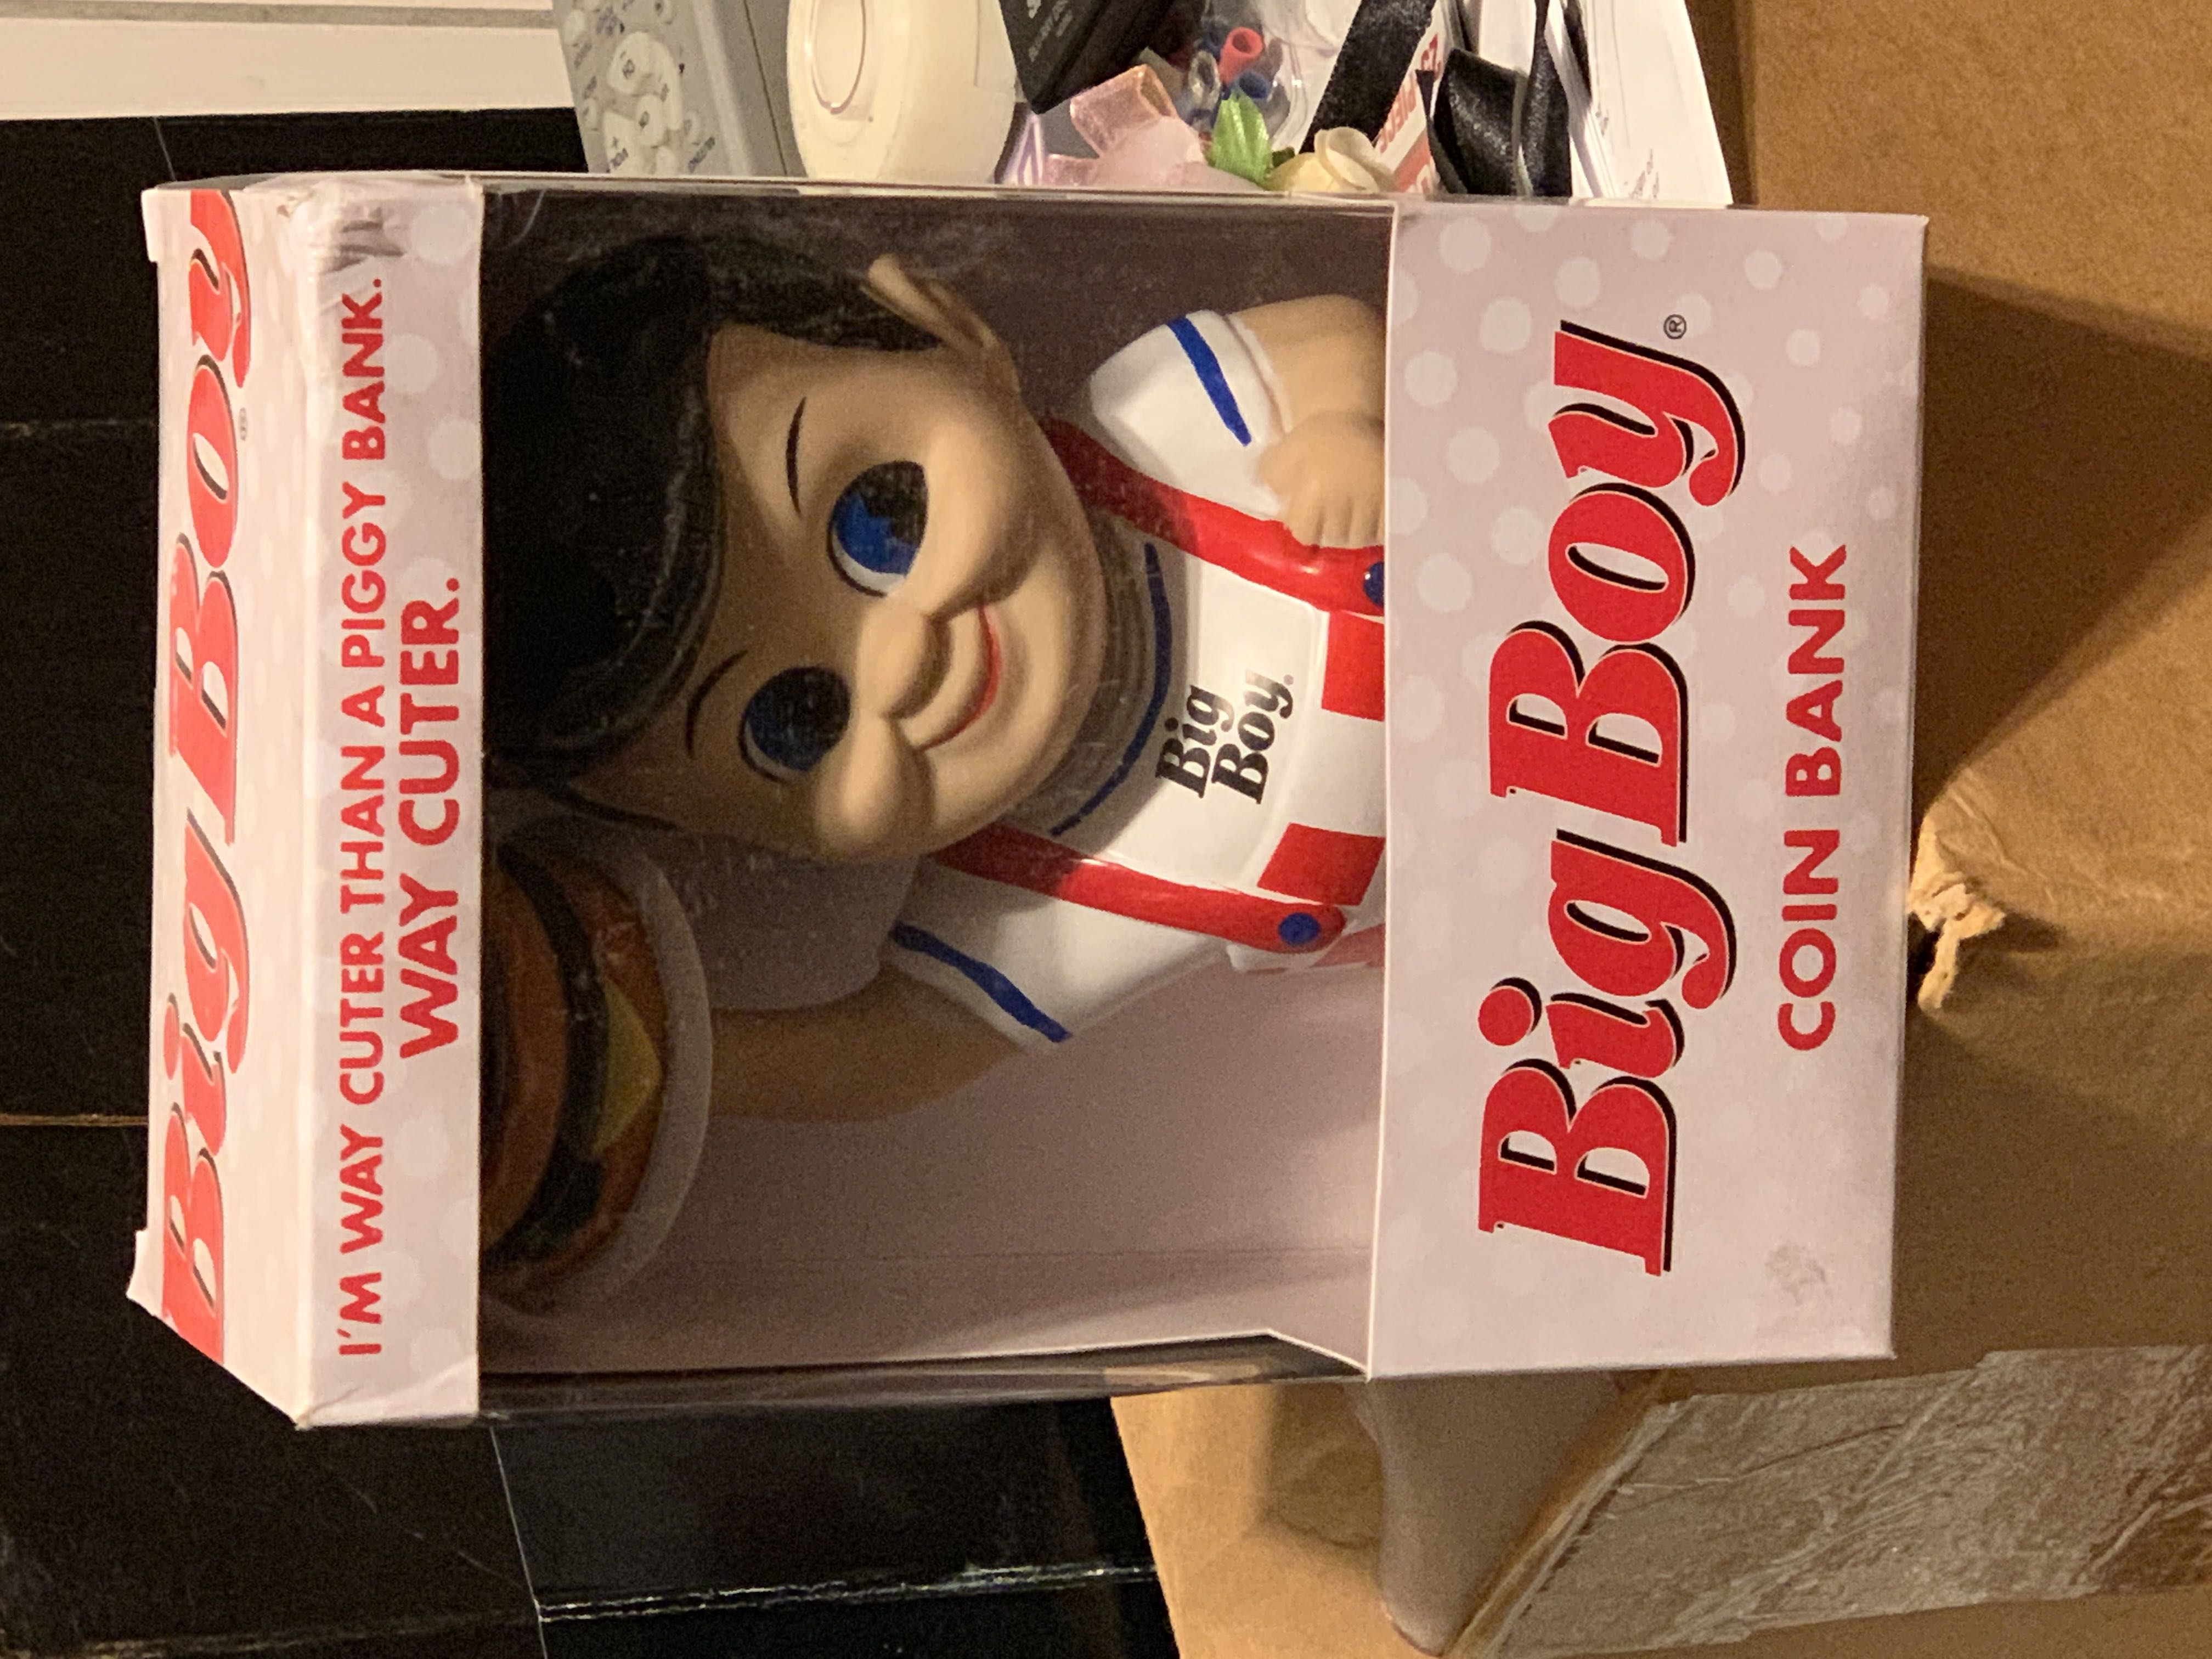 Big Boy®
I'M WAY CUTER THAN A PIGGY BANK.
WAY CUTER.
Big
Boy.
Big Boy®
COIN BANK